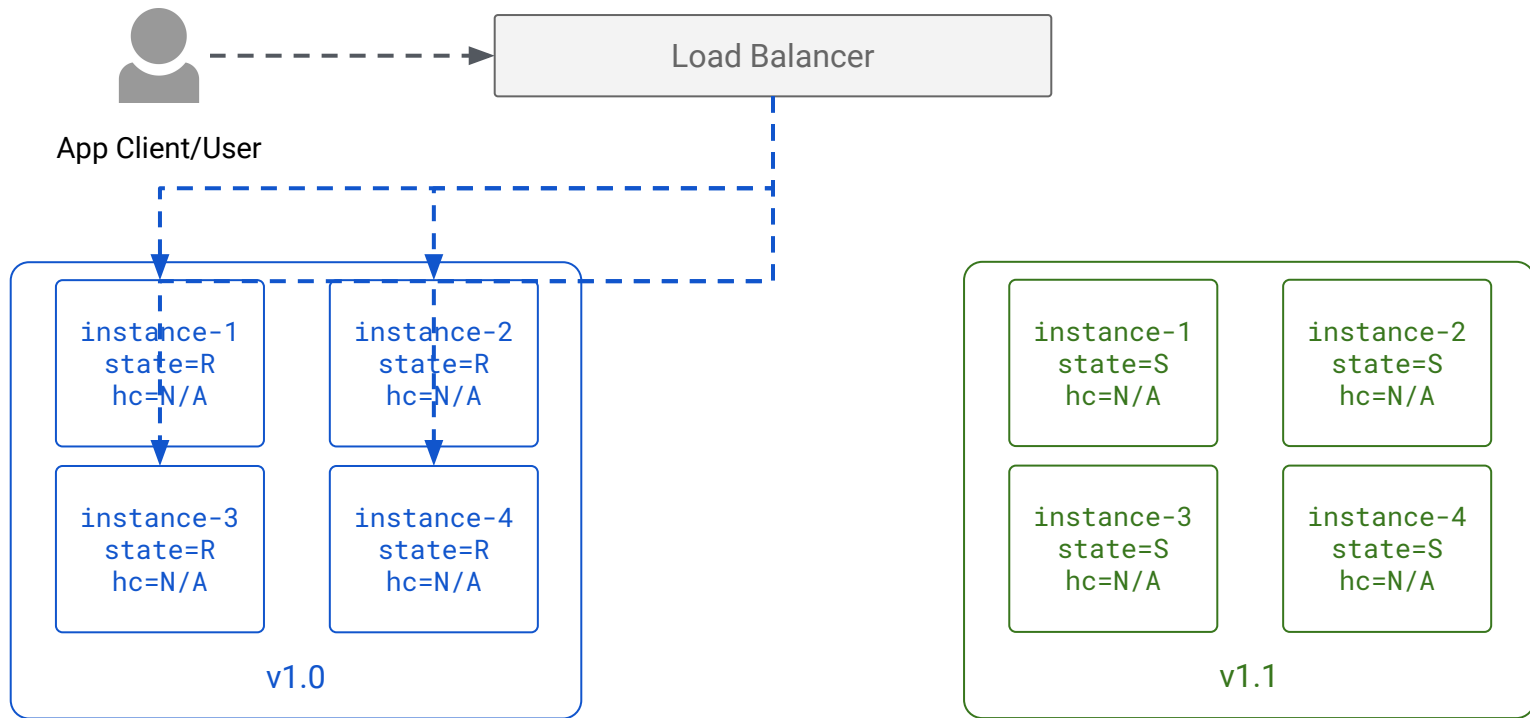 Load Balancer
App Client/User
instance-1
state=R
hc=N/A
instance-2
state=R
hc=N/A
instance-3
state=R
hc=N/A
instance-4
state=R
hc=N/A
v1.0
instance-1
state=S
hc=N/A
instance-2
state=S
hc=N/A
instance-3
state=S
hc=N/A
instance-4
state=S
hc=N/A
v1.1